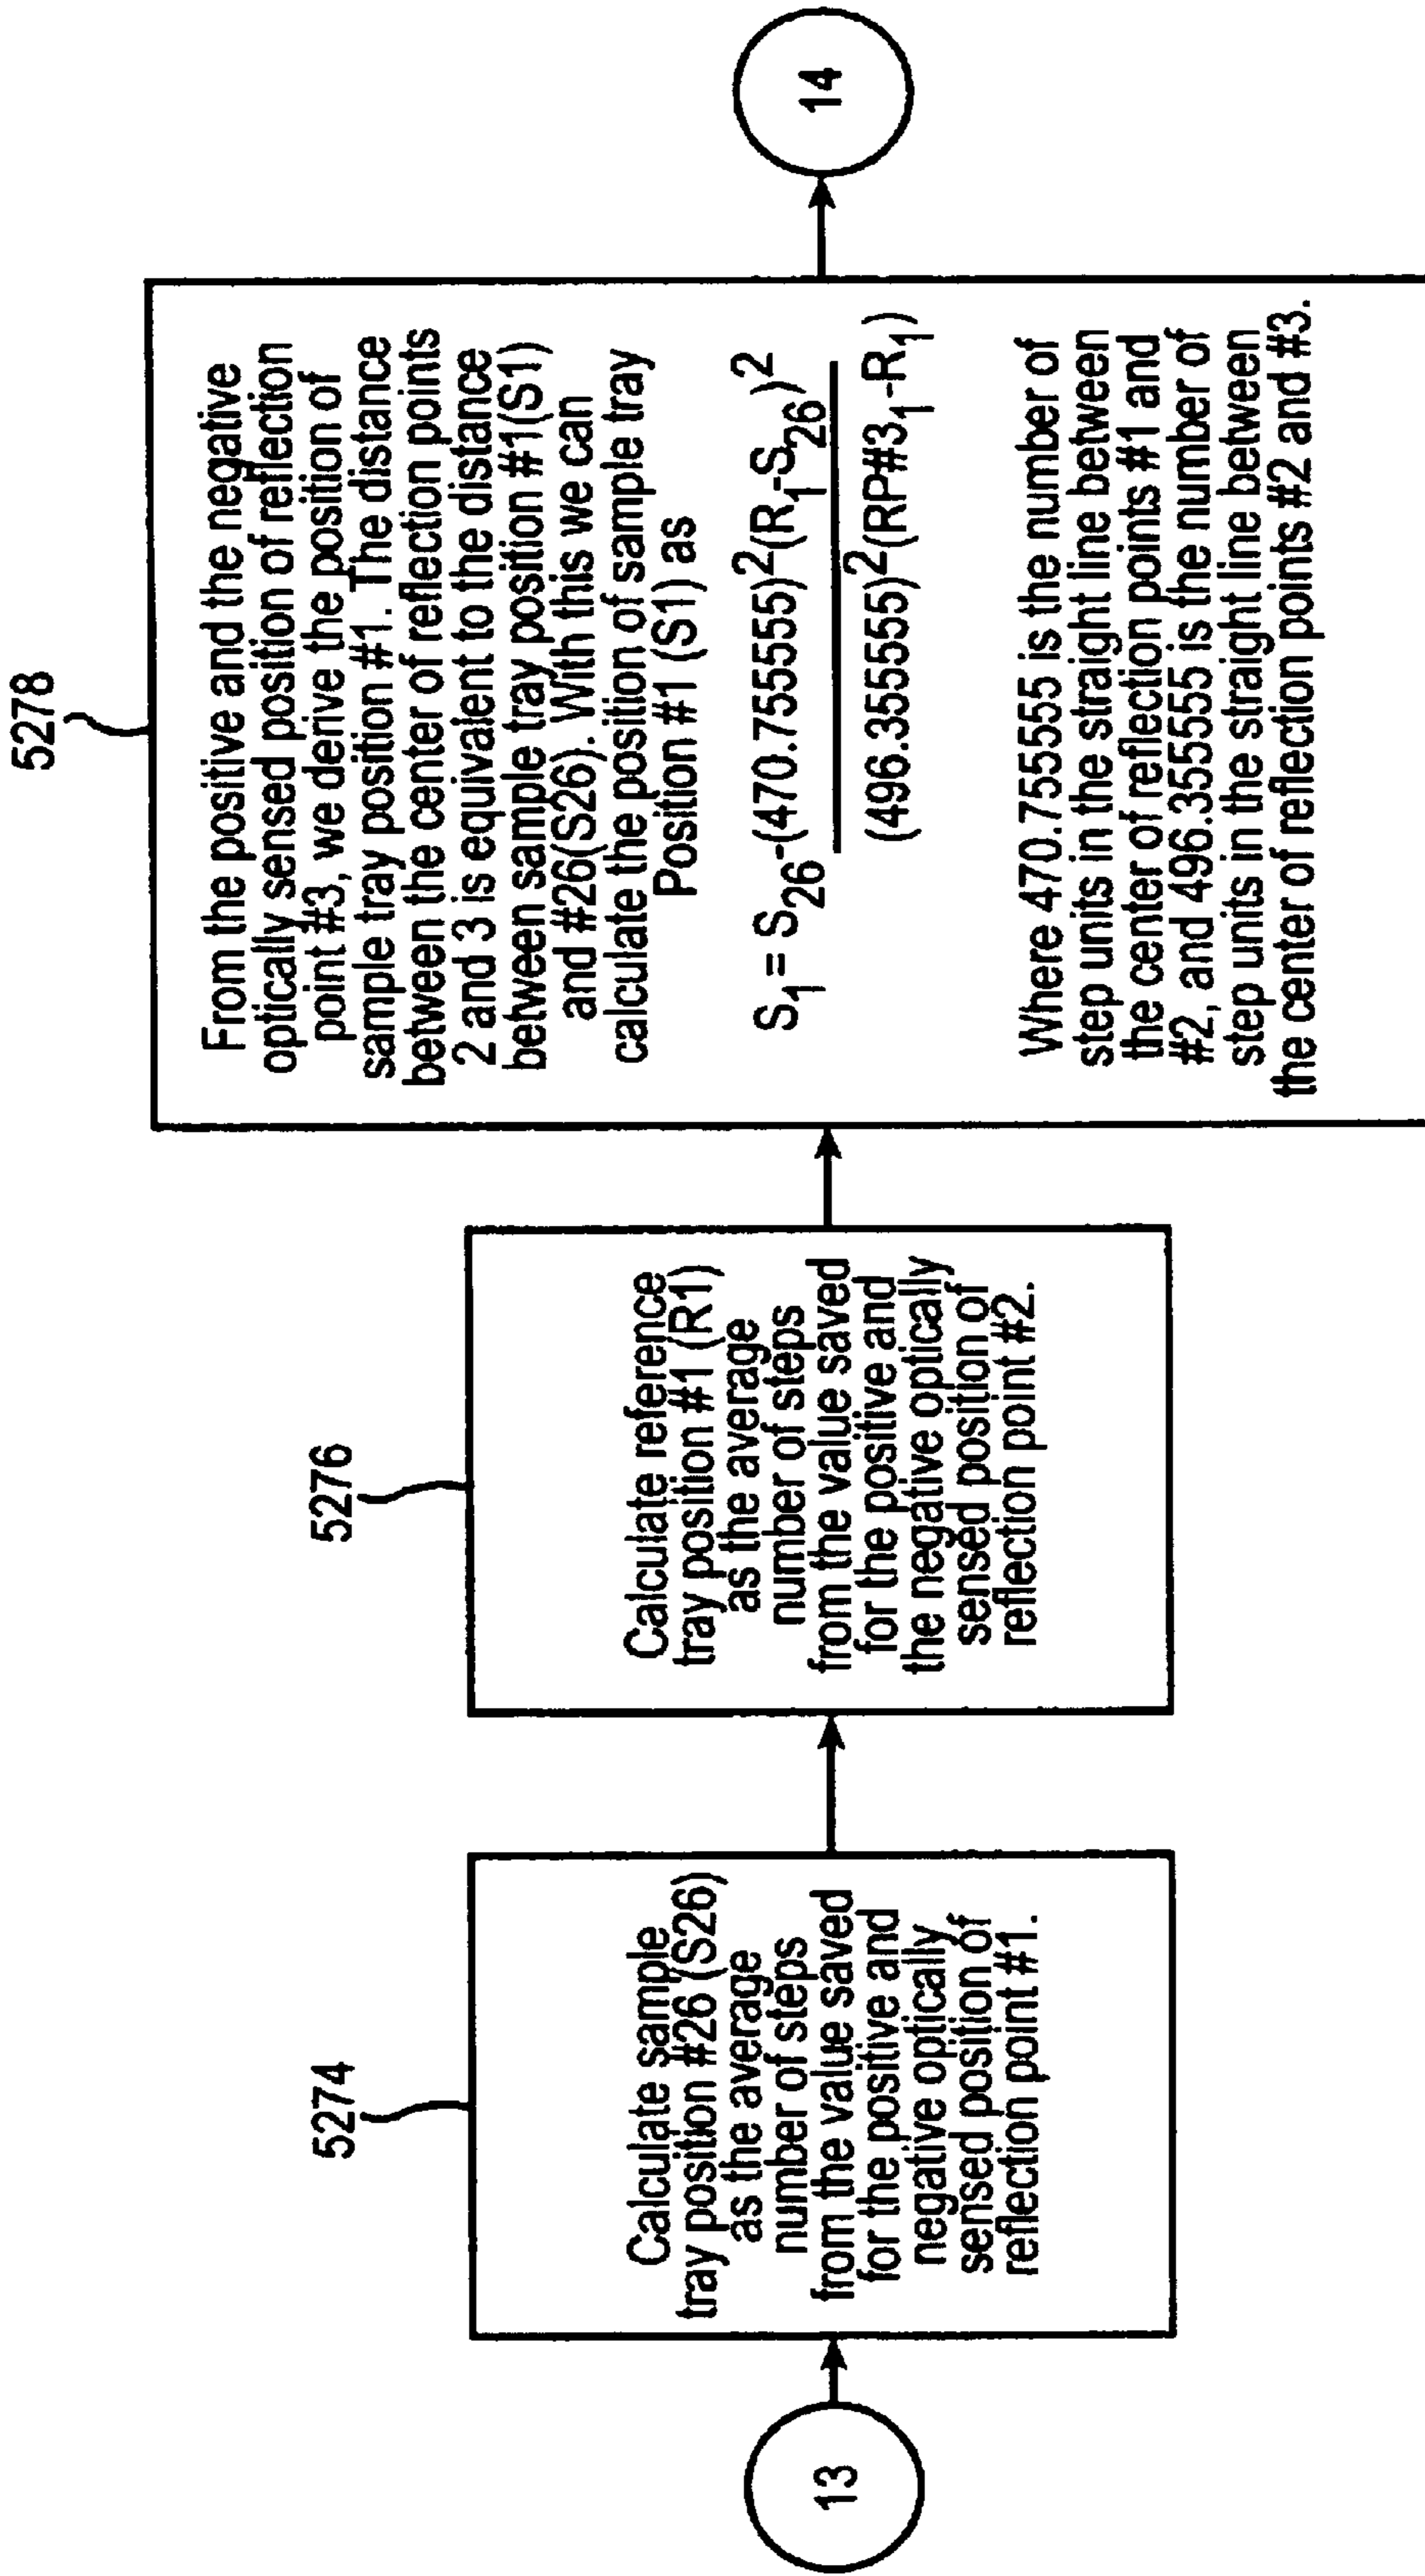 13
5274
Calculate sample
tray position #26 (S26)
as the average
number of steps
from the value saved
for the positive and
negative optically
sensed position of
reflection point #1.
5276
Calculate reference
tray position #1 (R1)
as the average
number of steps
from the value saved
for the positive and
the negative optically
sensed position of
reflection point #2.
5278
From the positive and the negative
optically sensed position of reflection
point #3, we derive the position of
sample tray position #1. The distance
between the center of reflection points
2 and 3 is equivalent to the distance
between sample tray position #1(S1)
and #26(S26). With this we can
calculate the position of sample tray
Position #1 (S1) as
S₁ = S₂₆-(470.755555)²(R₁-S₂₆)²
(496.355555)²(RP#3₁-R₁)
Where 470.755555 is the number of
step units in the straight line between
the center of reflection points #1 and
#2, and 496.355555 is the number of
step units in the straight line between
the center of reflection points #2 and #3.
14